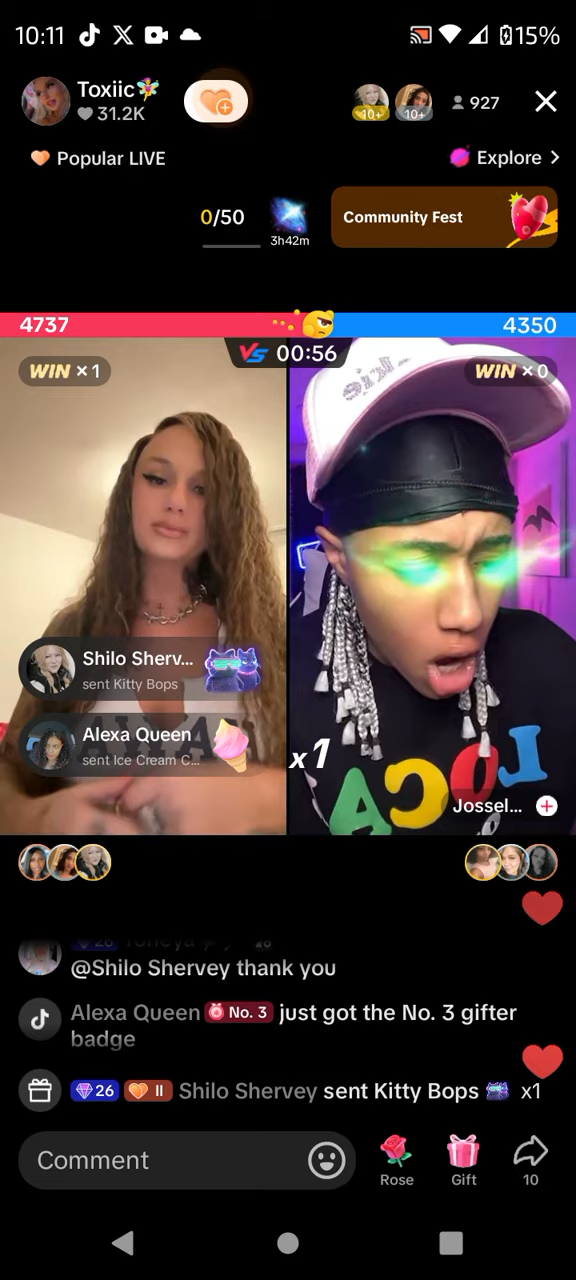 10:11
15%
Toxiic
31.2K
10+
10+
927
Popular LIVE
Explore >
0/50
3h42m
Community Fest
4737
4350
VS 00:56
WIN × 1
WIN × 0
Shilo Sherv...
sent Kitty Bops
Alexa Queen
sent Ice Cream C...
x1
LOCA
Jossel...
@Shilo Shervey thank you
Alexa Queen No. 3 just got the No. 3 gifter
badge
26 II Shilo Shervey sent Kitty Bops x1
Comment
Rose
Gift
10